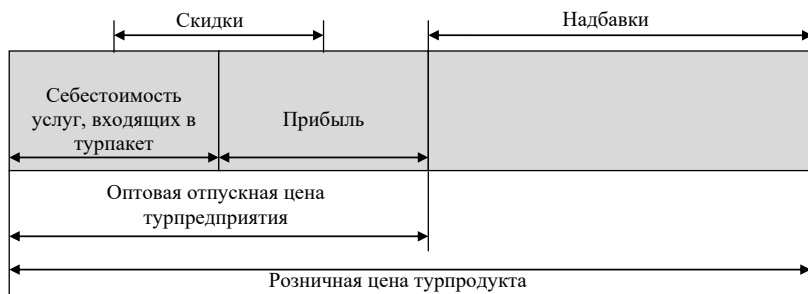 Скидки
Надбавки
Себестоимость
услуг, входящих в
турпакет
Прибыль
Оптовая отпускная цена
турпредприятия
Розничная цена турпродукта